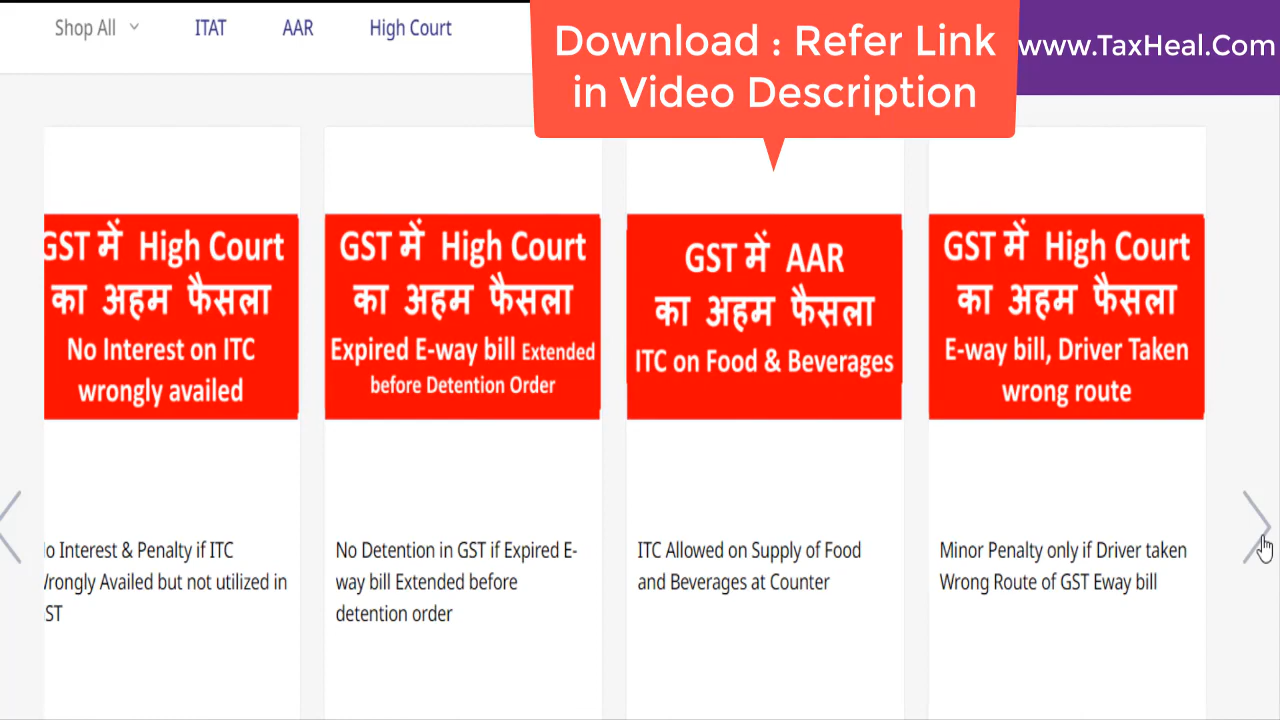 Shop All
ITAT
AAR
High Court
Download : Refer Link
in Video Description
www.TaxHeal.Com
GST में High Court
का अहम फैसला
No Interest on ITC
wrongly availed
GST में High Court
का अहम फैसला
Expired E-way bill Extended
before Detention Order
GST में AAR
का अहम फैसला
ITC on Food & Beverages
GST में High Court
का अहम फैसला
E-way bill, Driver Taken
wrong route
Interest & Penalty if ITC
Availed but not utilized in
No Detention in GST if Expired E-
way bill Extended before
detention order
ITC Allowed on Supply of Food
and Beverages at Counter
Minor Penalty only if Driver taken
Wrong Route of GST Eway bill